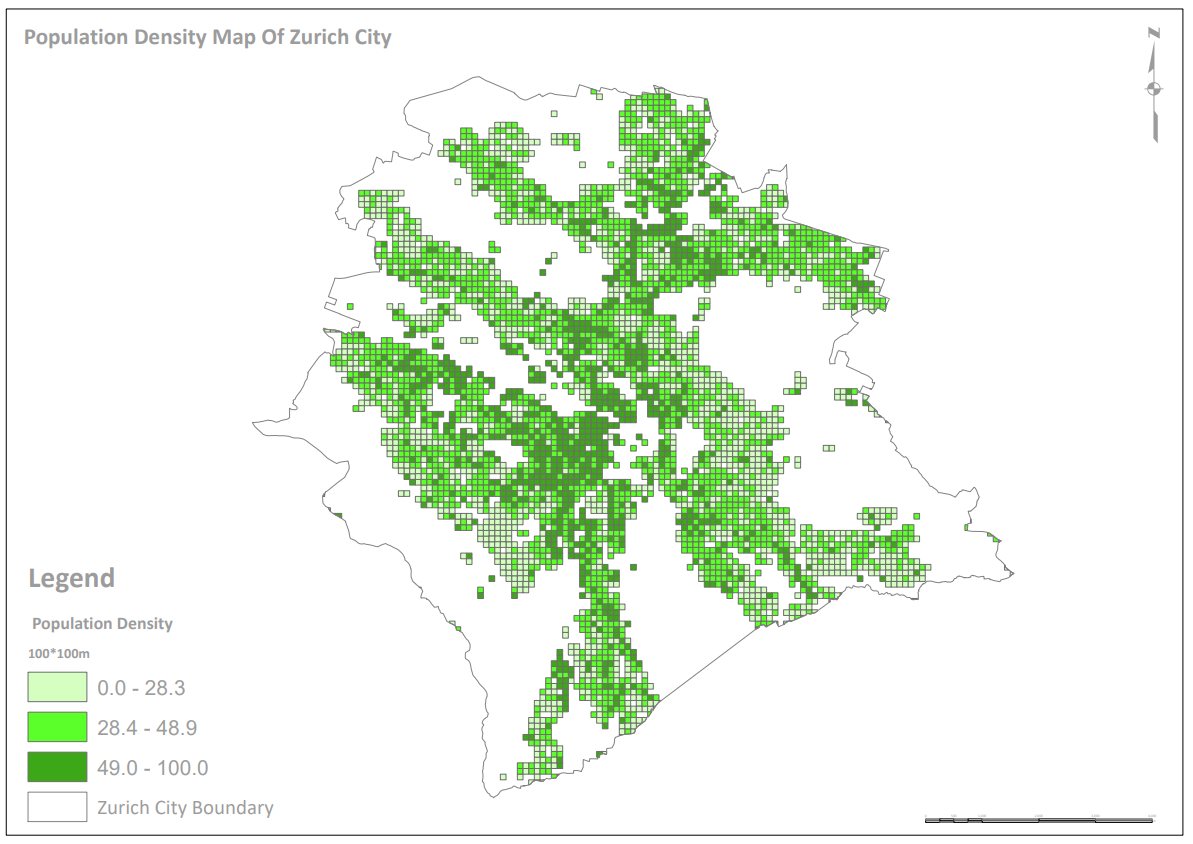 Population Density Map Of Zurich City
N
Legend
Population Density
100*100m
0.0 - 28.3
28.4 - 48.9
49.0 - 100.0
Zurich City Boundary